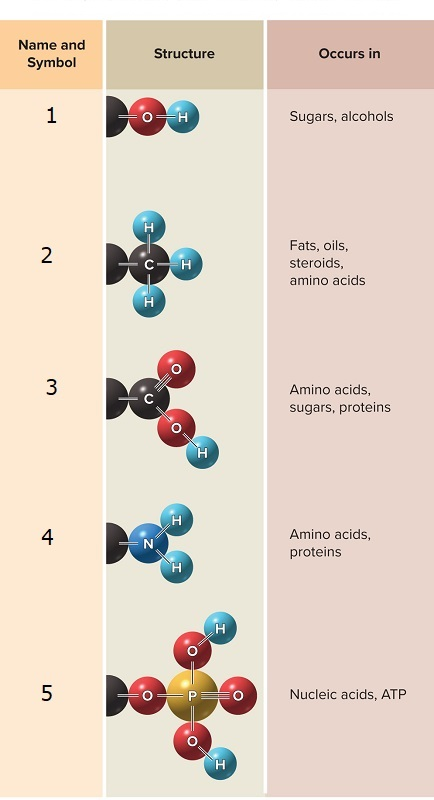 Name and
Symbol
Structure
Occurs in
1
O H
Sugars, alcohols
2
H
C H
H
Fats, oils,
steroids,
amino acids
3
O
C
O
H
Amino acids,
sugars, proteins
4
H
N
H
Amino acids,
proteins
5
H
O
O P O
O
H
Nucleic acids, ATP